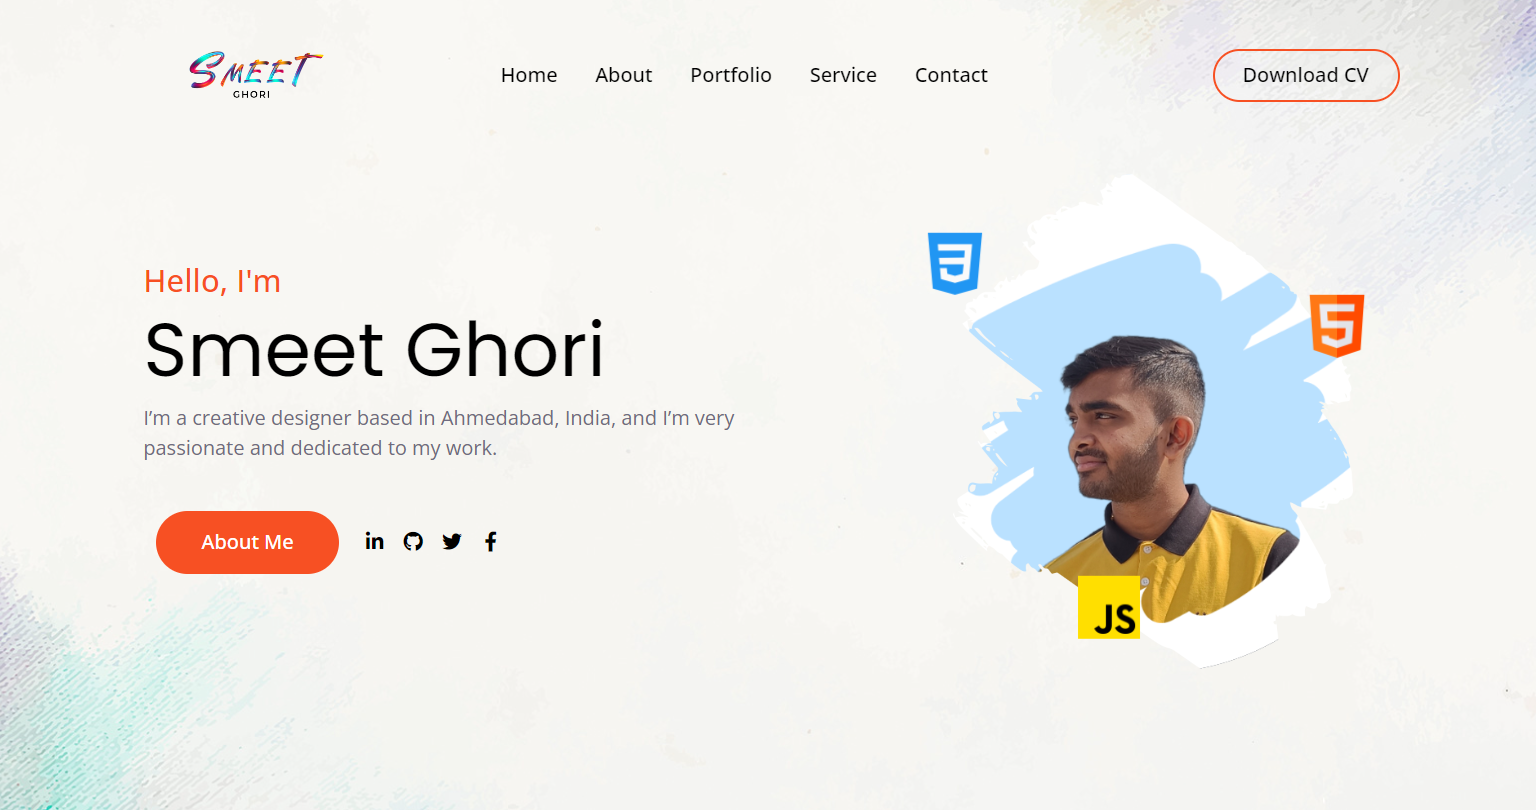 SMEET
GHORI
Home About Portfolio Service Contact
Download CV
Hello, I'm
Smeet Ghori
I’m a creative designer based in Ahmedabad, India, and I’m very
passionate and dedicated to my work.
About Me
in
3
5
JS